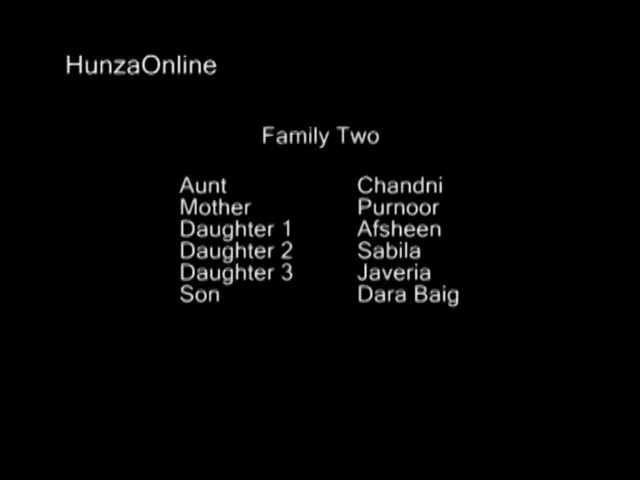 HunzaOnline
Family Two
Aunt Chandni
Mother Purnoor
Daughter 1 Afsheen
Daughter 2 Sabila
Daughter 3 Javeria
Son Dara Baig